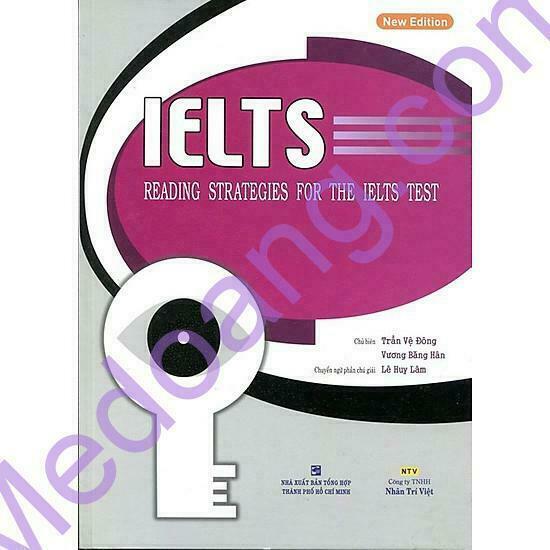 New Edition
IELTS
READING STRATEGIES FOR THE IELTS TEST
Chủ biên Trần Vệ Đông
Vương Băng Hân
Chuyển ngữ phần chú giải Lê Huy Lâm
NHÀ XUẤT BẢN TỔNG HỢP
THÀNH PHỐ HỒ CHÍ MINH
NTV
Công ty TNHH
Nhân Trí Việt
Medoang.com